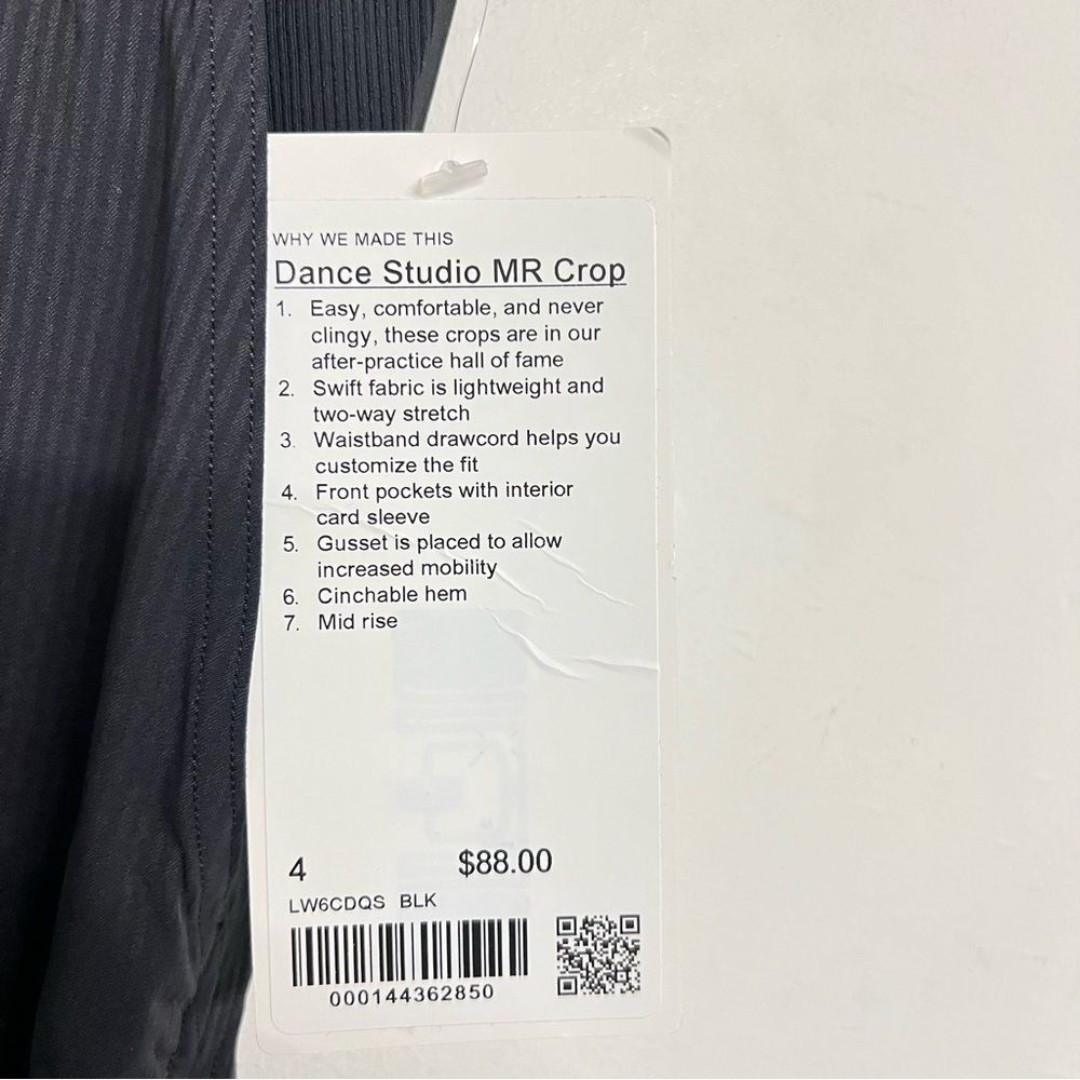 WHY WE MADE THIS
Dance Studio MR Crop
1. Easy, comfortable, and never
clingy, these crops are in our
after-practice hall of fame
2. Swift fabric is lightweight and
two-way stretch
3. Waistband drawcord helps you
customize the fit
4. Front pockets with interior
card sleeve
5. Gusset is placed to allow
increased mobility
6. Cinchable hem
7. Mid rise
4 $88.00
LW6CDQS BLK
000144362850